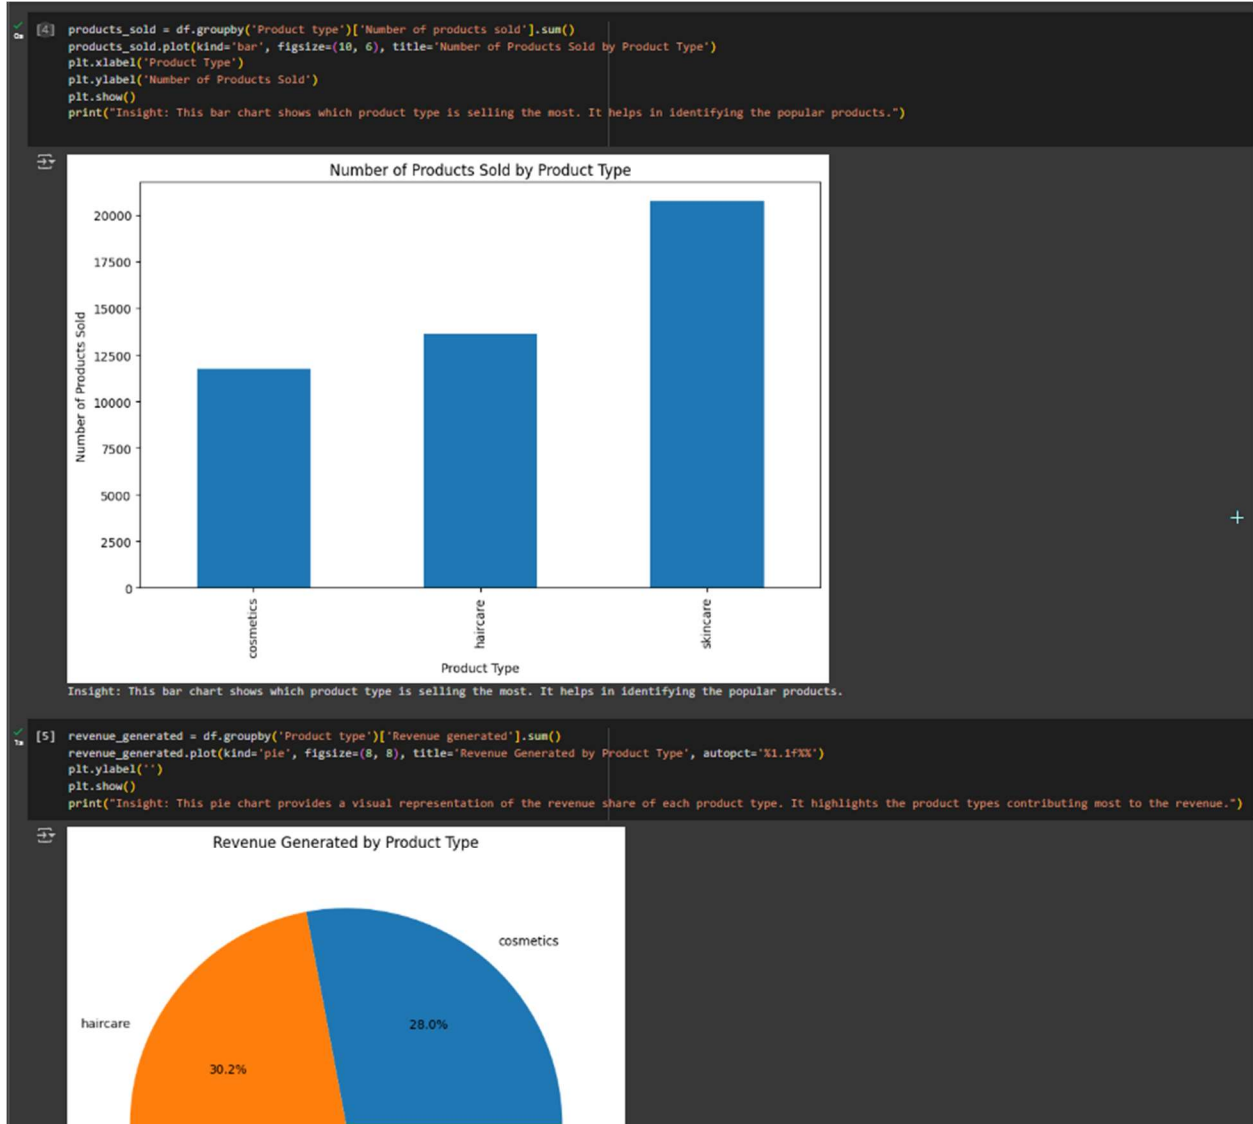 [4] products_sold = df.groupby('Product type')['Number of products sold'].sum()
products_sold.plot(kind='bar', figsize=(10, 6), title='Number of Products Sold by Product Type')
plt.xlabel('Product Type')
plt.ylabel('Number of Products Sold')
plt.show()
print("Insight: This bar chart shows which product type is selling the most. It helps in identifying the popular products.")
0s
Number of Products Sold by Product Type
Number of Products Sold
20000
17500
15000
12500
10000
7500
5000
2500
0
cosmetics
haircare
skincare
Product Type
Insight: This bar chart shows which product type is selling the most. It helps in identifying the popular products.
[5] revenue_generated = df.groupby('Product type')['Revenue generated'].sum()
revenue_generated.plot(kind='pie', figsize=(8, 8), title='Revenue Generated by Product Type', autopct='%1.1f%%')
plt.ylabel('')
plt.show()
print("Insight: This pie chart provides a visual representation of the revenue share of each product type. It highlights the product types contributing most to the revenue.")
1s
Revenue Generated by Product Type
cosmetics
haircare
28.0%
30.2%